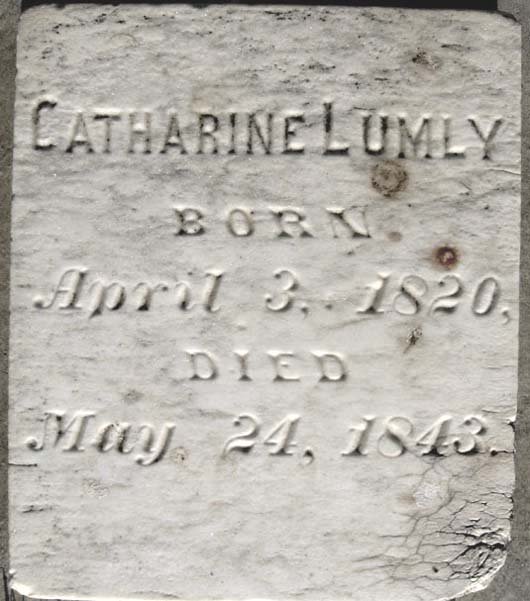 CATHARINE LUMLY
BORN
April 3, 1820,
DIED
May 24, 1843.